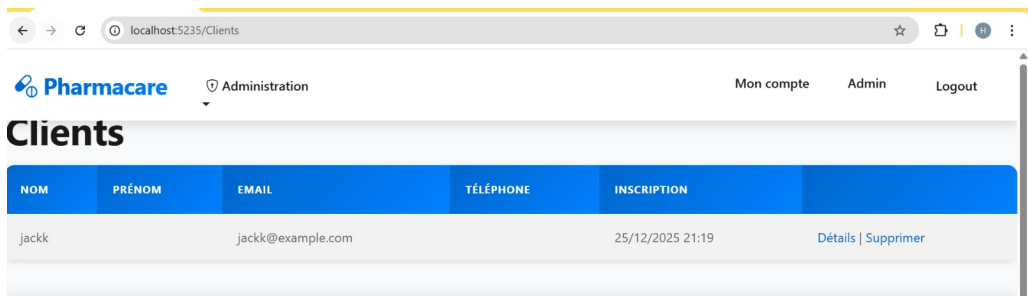 localhost:5235/Clients
H
Pharmacare
Administration
Mon compte
Admin
Logout
Clients
NOM PRÉNOM EMAIL TÉLÉPHONE INSCRIPTION
jackk jackk@example.com 25/12/2025 21:19 Détails | Supprimer